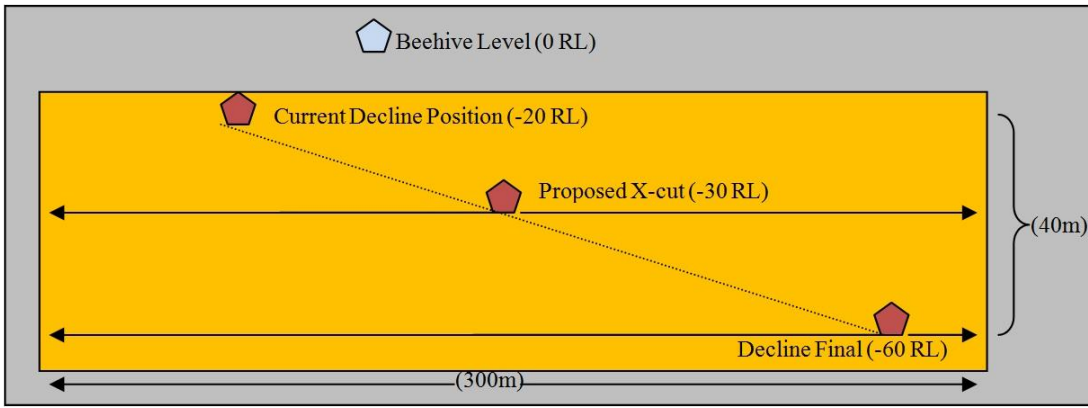 Beehive Level (0 RL)
Current Decline Position (-20 RL)
Proposed X-cut (-30 RL)
(40m)
Decline Final (-60 RL)
(300m)